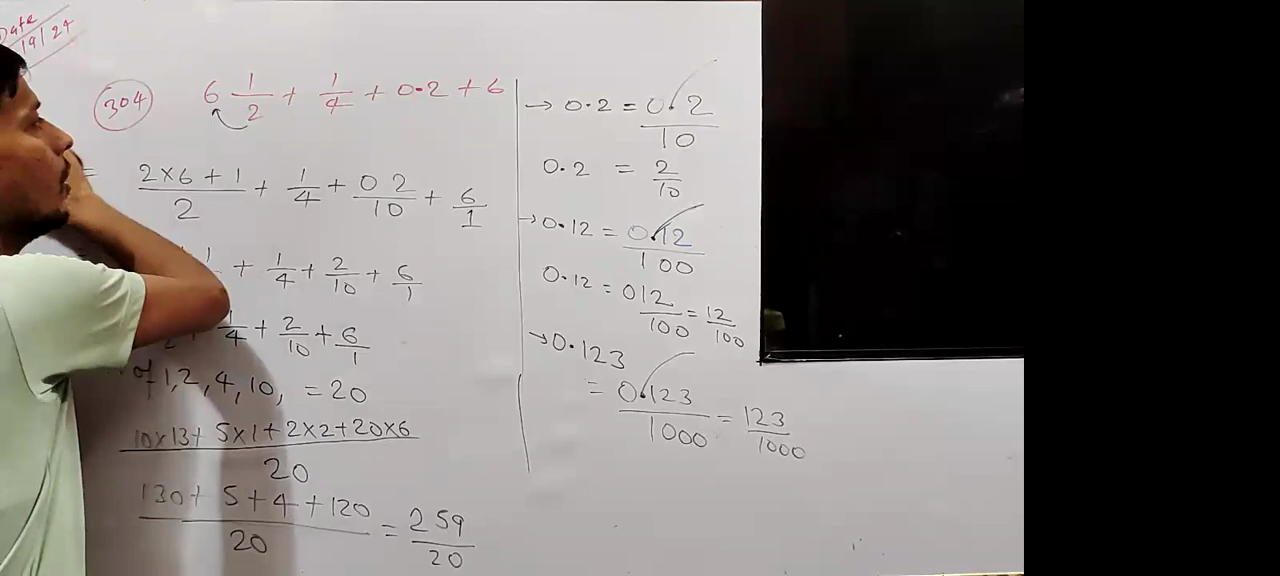 Date
19/24
304
6 1/2 + 1/4 + 0.2 + 6
= (2×6+1)/2 + 1/4 + 02/10 + 6/1
+ 1/4 + 2/10 + 6/1
1/4 + 2/10 + 6/1
of 1, 2, 4, 10, = 20
(10×13+ 5×1+2×2+20×6)/20
(130+ 5+4+120)/20 = 259/20
→ 0.2 = 0.2/10
0.2 = 2/10
→ 0.12 = 0.12/100
0.12 = 012/100 = 12/100
→ 0.123
= 0.123/1000 = 123/1000